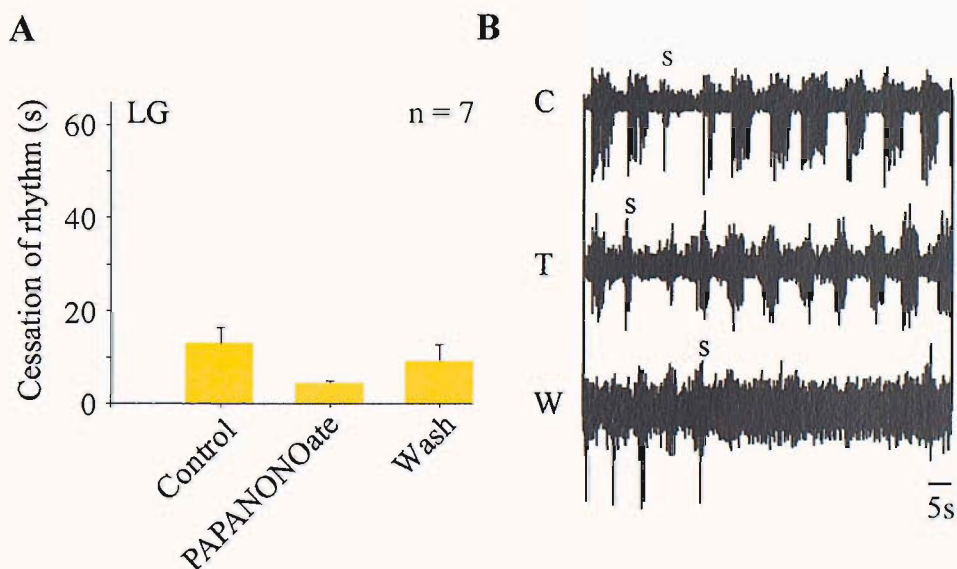 A
B
Cessation of rhythm (s)
60
40
20
0
LG
n = 7
Control
PAPANONOate
Wash
C
s
T
s
W
s
5s